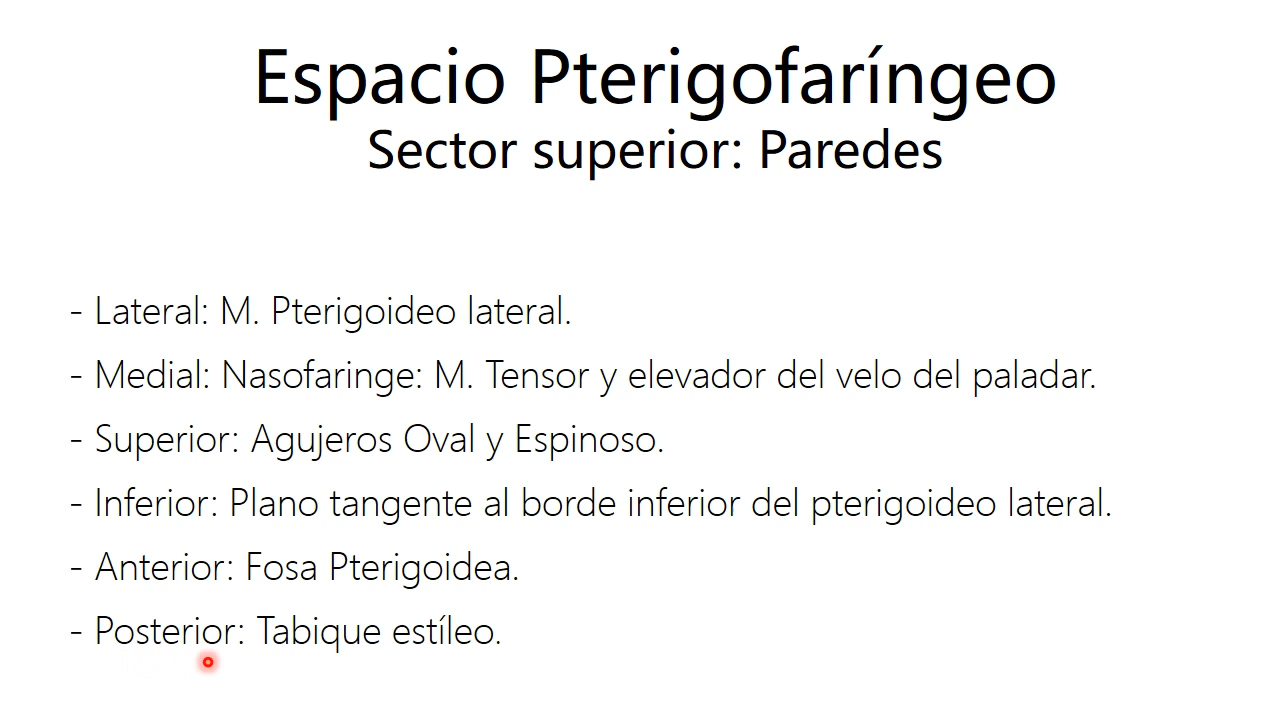 Espacio Pterigofaríngeo
Sector superior: Paredes
- Lateral: M. Pterigoideo lateral.
- Medial: Nasofaringe: M. Tensor y elevador del velo del paladar.
- Superior: Agujeros Oval y Espinoso.
- Inferior: Plano tangente al borde inferior del pterigoideo lateral.
- Anterior: Fosa Pterigoidea.
- Posterior: Tabique estíleo.